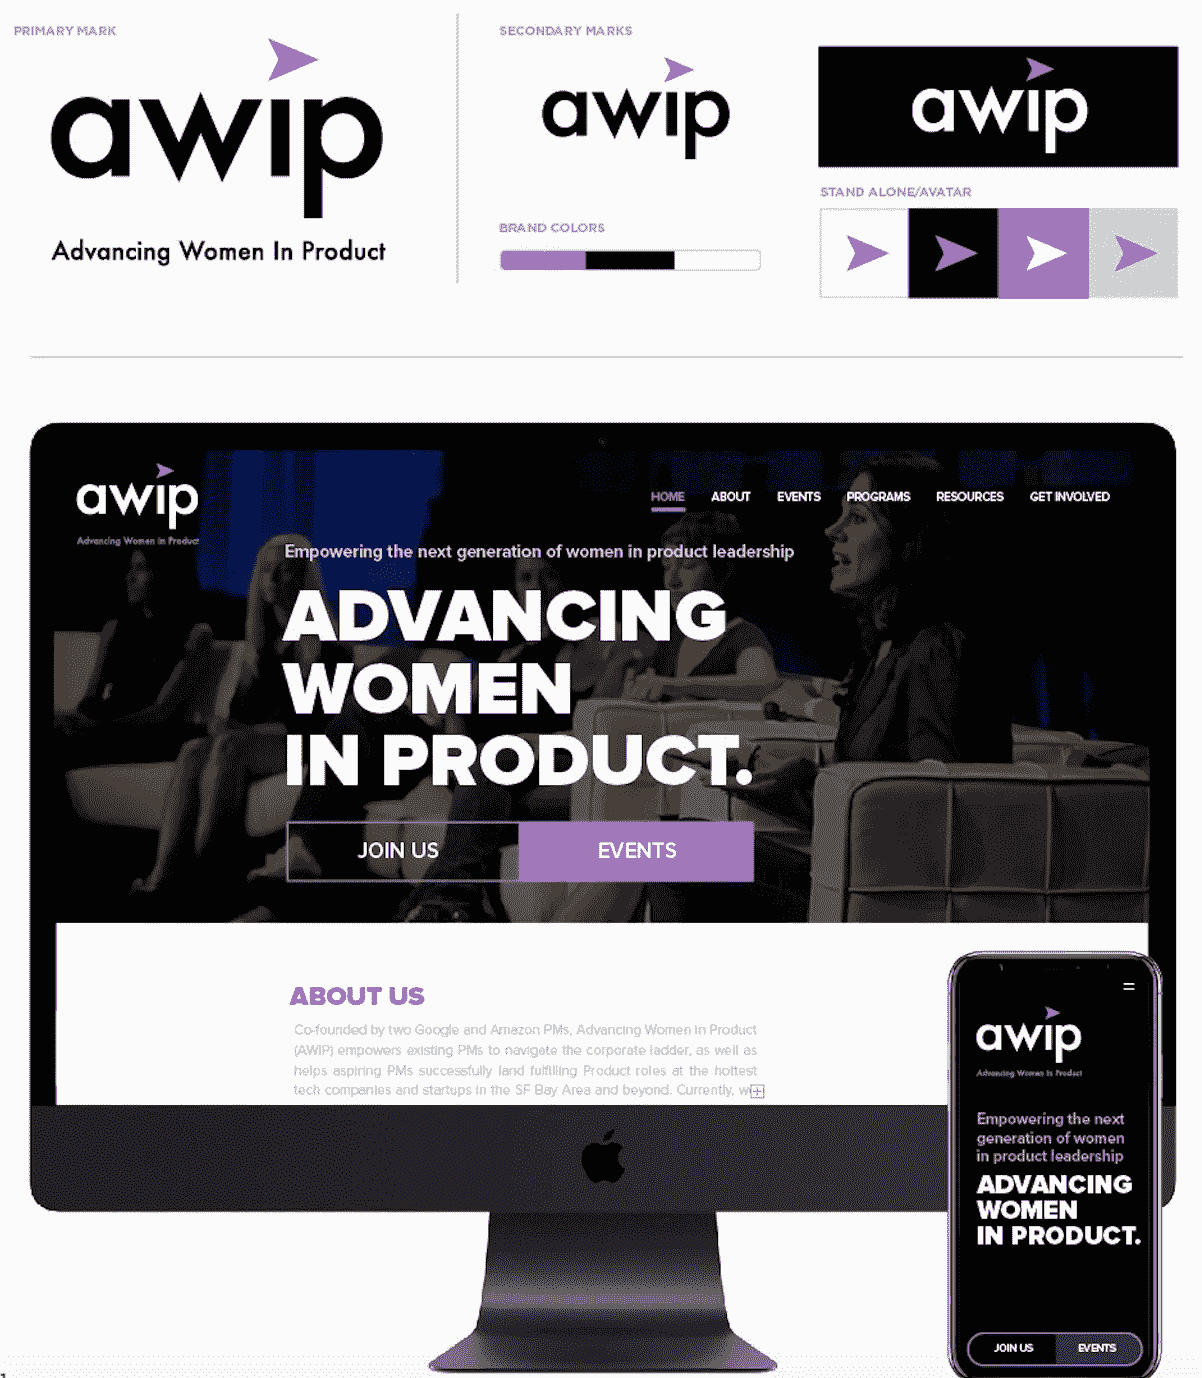 PRIMARY MARK
awip
Advancing Women In Product
SECONDARY MARKS
awip
awip
BRAND COLORS
STAND ALONE/AVATAR
awip
Advancing Women In Product
HOME ABOUT EVENTS PROGRAMS RESOURCES GET INVOLVED
Empowering the next generation of women in product leadership
ADVANCING
WOMEN
IN PRODUCT.
JOIN US EVENTS
ABOUT US
Co-founded by two Google and Amazon PMs, Advancing Women In Product
(AWIP) empowers existing PMs to navigate the corporate ladder, as well as
helps aspiring PMs successfully land fulfilling Product roles at the hottest
tech companies and startups in the SF Bay Area and beyond. Currently,
awip
Advancing Women In Product
Empowering the next
generation of women
in product leadership
ADVANCING
WOMEN
IN PRODUCT.
JOIN US EVENTS